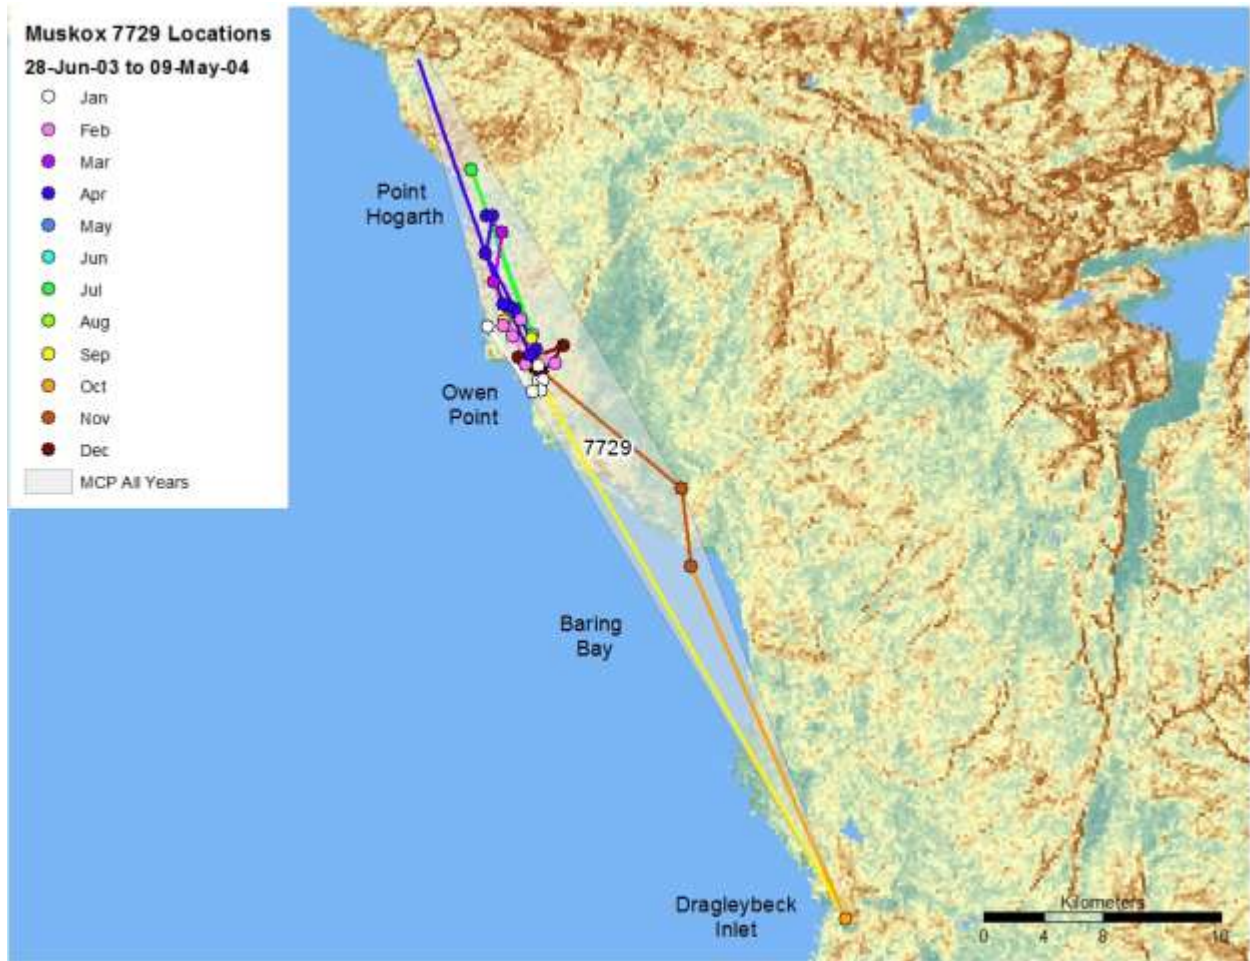 Muskox 7729 Locations
28-Jun-03 to 09-May-04
Jan
Feb
Mar
Apr
May
Jun
Jul
Aug
Sep
Oct
Nov
Dec
MCP All Years
Point
Hogarth
Owen
Point
7729
Baring
Bay
Dragleybeck
Inlet
Kilometers
0 4 8 16